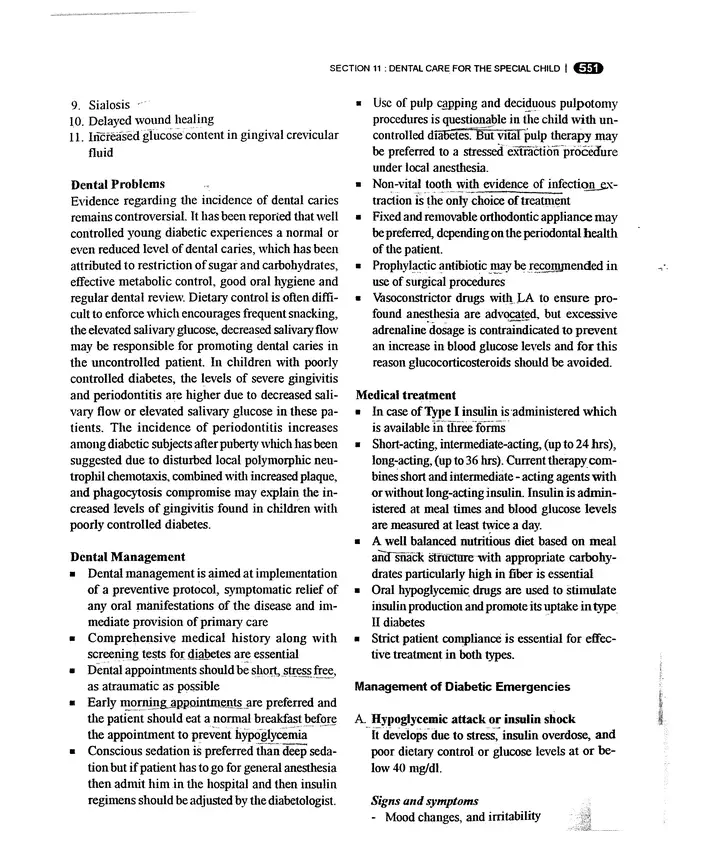 SECTION 11 : DENTAL CARE FOR THE SPECIAL CHILD | 551
9. Sialosis
10. Delayed wound healing
11. Increased glucose content in gingival crevicular
fluid
Dental Problems
Evidence regarding the incidence of dental caries
remains controversial. It has been reported that well
controlled young diabetic experiences a normal or
even reduced level of dental caries, which has been
attributed to restriction of sugar and carbohydrates,
effective metabolic control, good oral hygiene and
regular dental review. Dietary control is often diffi-
cult to enforce which encourages frequent snacking,
the elevated salivary glucose, decreased salivary flow
may be responsible for promoting dental caries in
the uncontrolled patient. In children with poorly
controlled diabetes, the levels of severe gingivitis
and periodontitis are higher due to decreased sali-
vary flow or elevated salivary glucose in these pa-
tients. The incidence of periodontitis increases
among diabetic subjects after puberty which has been
suggested due to disturbed local polymorphic neu-
trophil chemotaxis, combined with increased plaque,
and phagocytosis compromise may explain the in-
creased levels of gingivitis found in children with
poorly controlled diabetes.
Dental Management
▪ Dental management is aimed at implementation
of a preventive protocol, symptomatic relief of
any oral manifestations of the disease and im-
mediate provision of primary care
▪ Comprehensive medical history along with
screening tests for diabetes are essential
▪ Dental appointments should be short, stress free,
as atraumatic as possible
▪ Early morning appointments are preferred and
the patient should eat a normal breakfast before
the appointment to prevent hypoglycemia
▪ Conscious sedation is preferred than deep seda-
tion but if patient has to go for general anesthesia
then admit him in the hospital and then insulin
regimens should be adjusted by the diabetologist.
▪ Use of pulp capping and deciduous pulpotomy
procedures is questionable in the child with un-
controlled diabetes. But vital pulp therapy may
be preferred to a stressed extraction procedure
under local anesthesia.
▪ Non-vital tooth with evidence of infection ex-
traction is the only choice of treatment
▪ Fixed and removable orthodontic appliance may
be preferred, depending on the periodontal health
of the patient.
▪ Prophylactic antibiotic may be recommended in
use of surgical procedures
▪ Vasoconstrictor drugs with LA to ensure pro-
found anesthesia are advocated, but excessive
adrenaline dosage is contraindicated to prevent
an increase in blood glucose levels and for this
reason glucocorticosteroids should be avoided.
Medical treatment
▪ In case of Type I insulin is administered which
is available in three forms
▪ Short-acting, intermediate-acting, (up to 24 hrs),
long-acting, (up to 36 hrs). Current therapy com-
bines short and intermediate - acting agents with
or without long-acting insulin. Insulin is admin-
istered at meal times and blood glucose levels
are measured at least twice a day.
▪ A well balanced nutritious diet based on meal
and snack structure with appropriate carbohy-
drates particularly high in fiber is essential
▪ Oral hypoglycemic drugs are used to stimulate
insulin production and promote its uptake in type
II diabetes
▪ Strict patient compliance is essential for effec-
tive treatment in both types.
Management of Diabetic Emergencies
A. Hypoglycemic attack or insulin shock
It develops due to stress, insulin overdose, and
poor dietary control or glucose levels at or be-
low 40 mg/dl.
Signs and symptoms
- Mood changes, and irritability